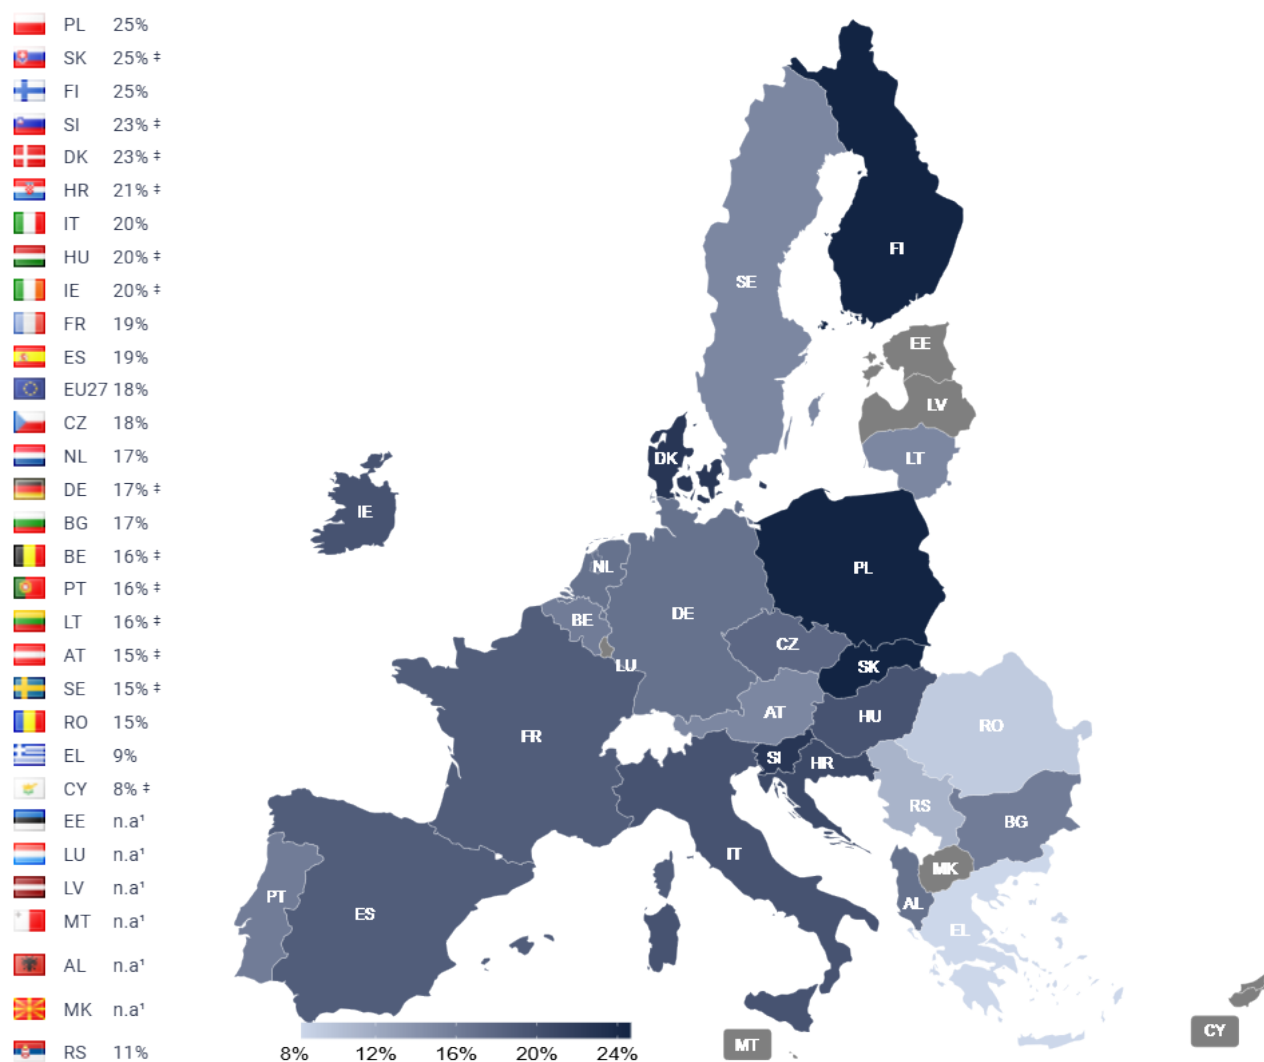 PL 25%
SK 25% ‡
FI 25%
SI 23% ‡
DK 23% ‡
HR 21% ‡
IT 20%
HU 20% ‡
IE 20% ‡
FR 19%
ES 19%
EU27 18%
CZ 18%
NL 17%
DE 17% ‡
BG 17%
BE 16% ‡
PT 16% ‡
LT 16% ‡
AT 15% ‡
SE 15% ‡
RO 15%
EL 9%
CY 8% ‡
EE n.a¹
LU n.a¹
LV n.a¹
MT n.a¹
AL n.a¹
MK n.a¹
RS 11%
FI
SE
EE
LV
DK
LT
IE
NL
PL
DE
BE
CZ
LU
SK
AT
HU
RO
FR
SI
HR
RS
BG
IT
MK
PT
AL
ES
EL
CY
MT
8% 12% 16% 20% 24%